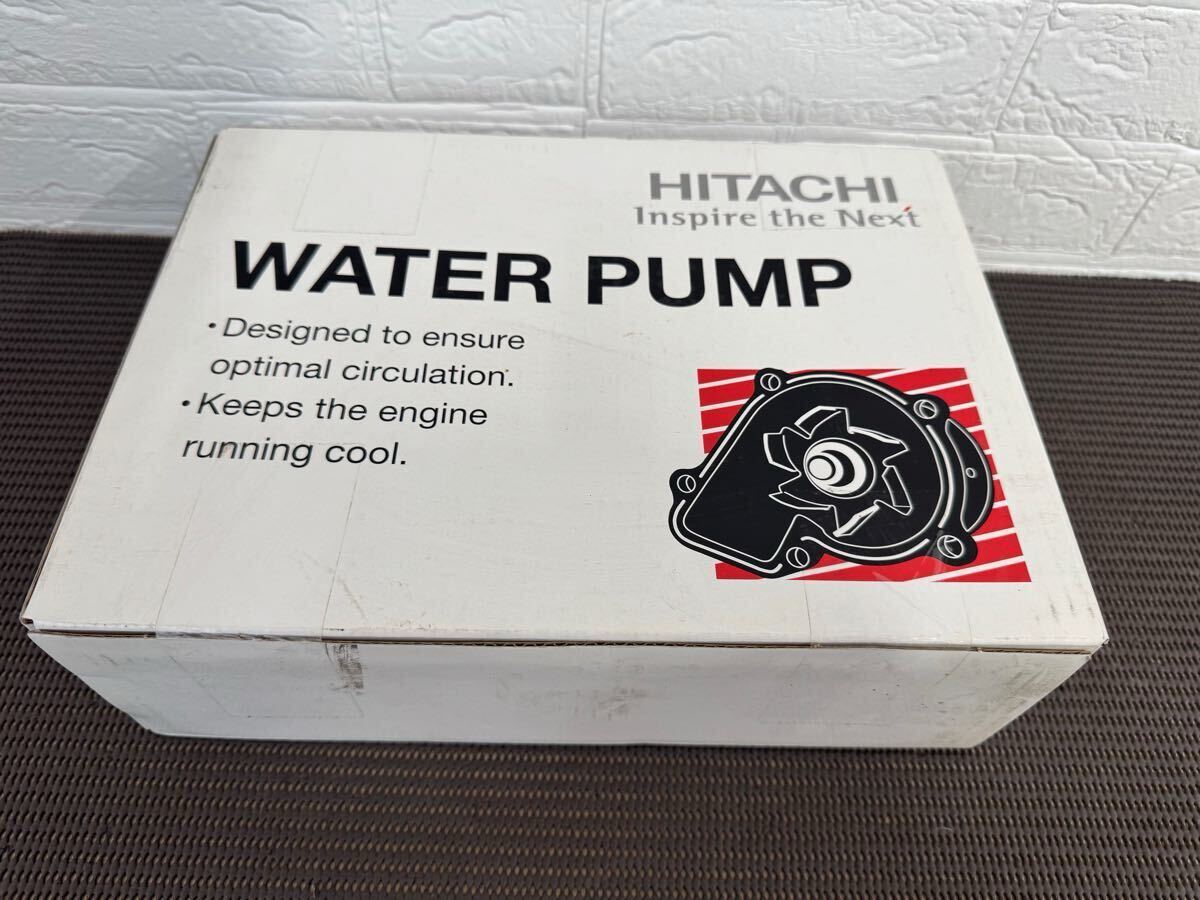 HITACHI
Inspire the Next
WATER PUMP
• Designed to ensure
optimal circulation.
• Keeps the engine
running cool.